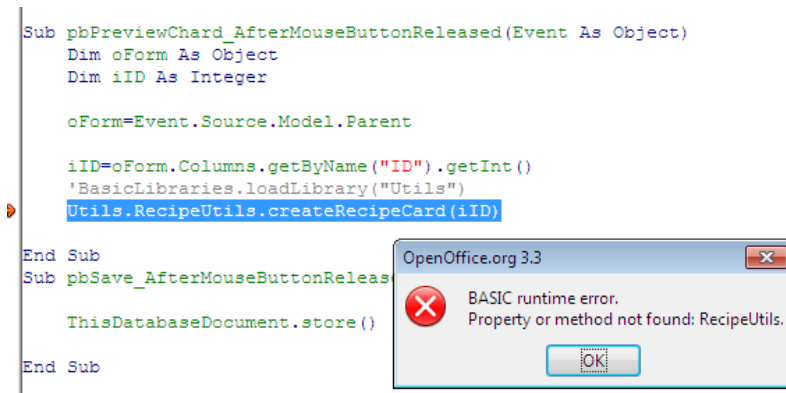 Sub pbPreviewChard_AfterMouseButtonReleased(Event As Object)
Dim oForm As Object
Dim iID As Integer
oForm=Event.Source.Model.Parent
iID=oForm.Columns.getByName("ID").getInt()
'BasicLibraries.loadLibrary("Utils")
Utils.RecipeUtils.createRecipeCard(iID)
End Sub
Sub pbSave_AfterMouseButtonReleas
ThisDatabaseDocument.store()
End Sub
OpenOffice.org 3.3
BASIC runtime error.
Property or method not found: RecipeUtils.
OK